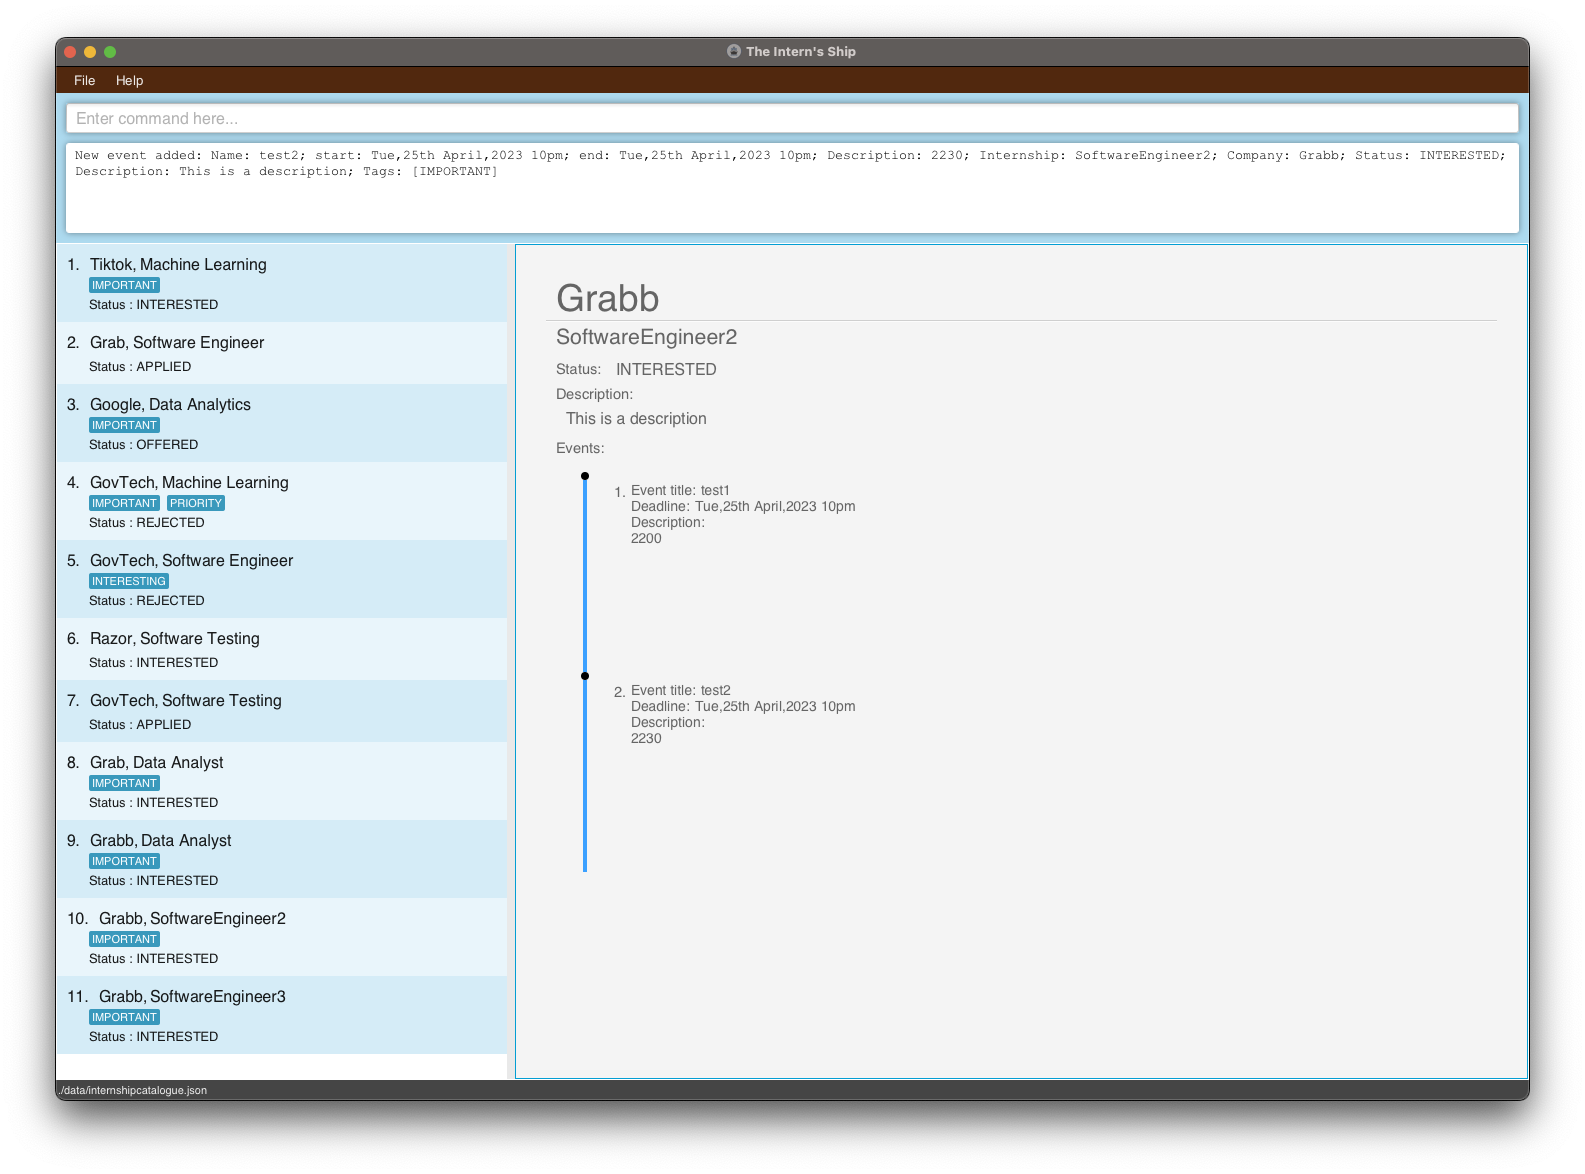 The Intern's Ship
File Help
Enter command here...
New event added: Name: test2; start: Tue,25th April,2023 10pm; end: Tue,25th April,2023 10pm; Description: 2230; Internship: SoftwareEngineer2; Company: Grabb; Status: INTERESTED;
Description: This is a description; Tags: [IMPORTANT]
1. Tiktok, Machine Learning
IMPORTANT
Status : INTERESTED
2. Grab, Software Engineer
Status : APPLIED
3. Google, Data Analytics
IMPORTANT
Status : OFFERED
4. GovTech, Machine Learning
IMPORTANT PRIORITY
Status : REJECTED
5. GovTech, Software Engineer
INTERESTING
Status : REJECTED
6. Razor, Software Testing
Status : INTERESTED
7. GovTech, Software Testing
Status : APPLIED
8. Grab, Data Analyst
IMPORTANT
Status : INTERESTED
9. Grabb, Data Analyst
IMPORTANT
Status : INTERESTED
10. Grabb, SoftwareEngineer2
IMPORTANT
Status : INTERESTED
11. Grabb, SoftwareEngineer3
IMPORTANT
Status : INTERESTED
Grabb
SoftwareEngineer2
Status: INTERESTED
Description:
This is a description
Events:
1. Event title: test1
Deadline: Tue,25th April,2023 10pm
Description:
2200
2. Event title: test2
Deadline: Tue,25th April,2023 10pm
Description:
2230
./data/internshipcatalogue.json